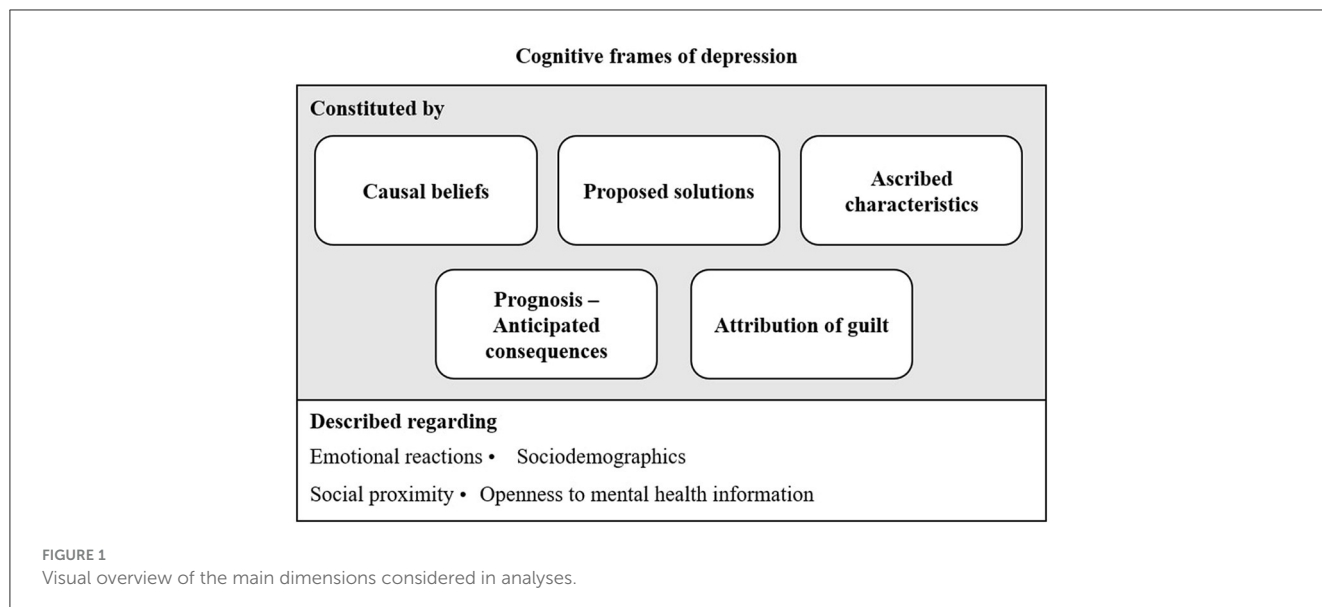 Cognitive frames of depression
Constituted by
Causal beliefs
Proposed solutions
Ascribed
characteristics
Prognosis –
Anticipated
consequences
Attribution of guilt
Described regarding
Emotional reactions • Sociodemographics
Social proximity • Openness to mental health information
FIGURE 1
Visual overview of the main dimensions considered in analyses.